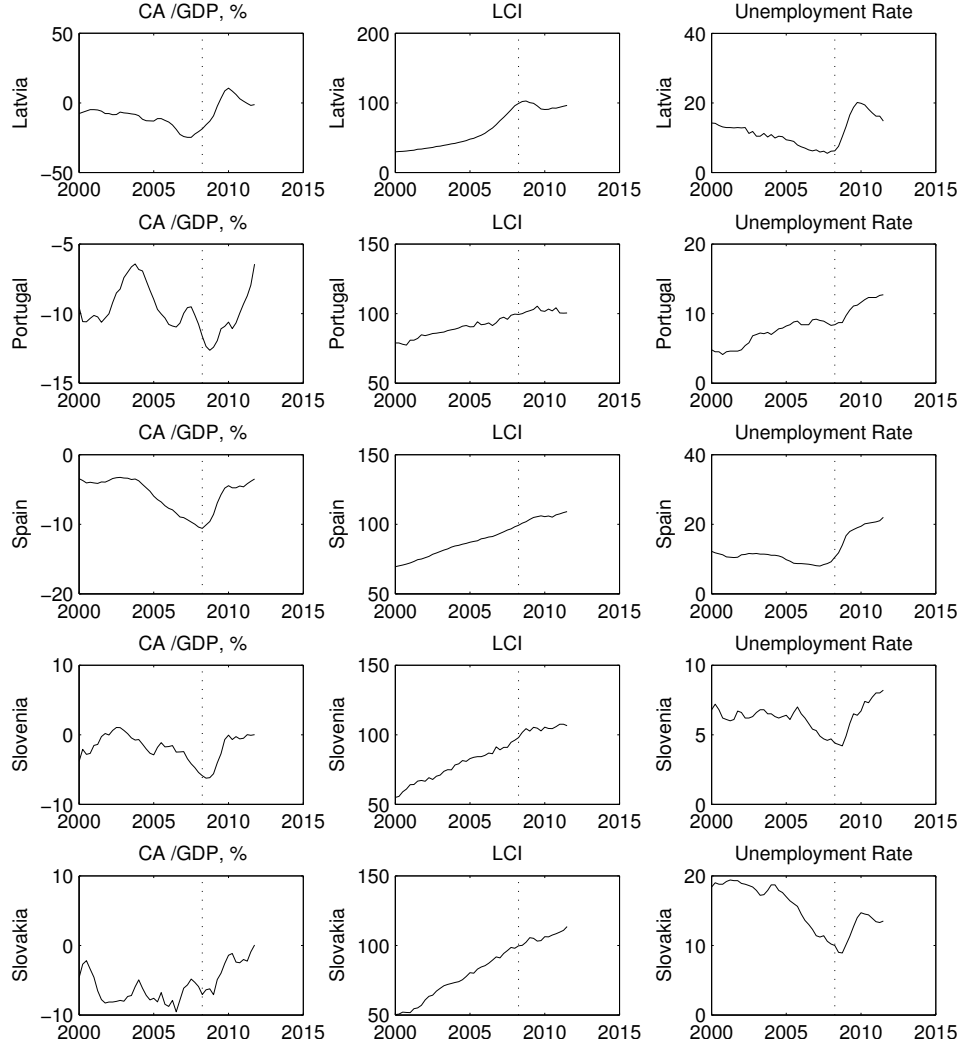 CA /GDP, % LCI Unemployment Rate
50 200 40
Latvia 0 Latvia 100 Latvia 20
−50 0 0
2000 2005 2010 2015 2000 2005 2010 2015 2000 2005 2010 2015
CA /GDP, % LCI Unemployment Rate
−5 150 20
Portugal −10 Portugal 100 Portugal 10
−15 50 0
2000 2005 2010 2015 2000 2005 2010 2015 2000 2005 2010 2015
CA /GDP, % LCI Unemployment Rate
0 150 40
Spain −10 Spain 100 Spain 20
−20 50 0
2000 2005 2010 2015 2000 2005 2010 2015 2000 2005 2010 2015
CA /GDP, % LCI Unemployment Rate
10 150 10
Slovenia 0 Slovenia 100 Slovenia 5
−10 50 0
2000 2005 2010 2015 2000 2005 2010 2015 2000 2005 2010 2015
CA /GDP, % LCI Unemployment Rate
10 150 20
Slovakia 0 Slovakia 100 Slovakia 10
−10 50 0
2000 2005 2010 2015 2000 2005 2010 2015 2000 2005 2010 2015